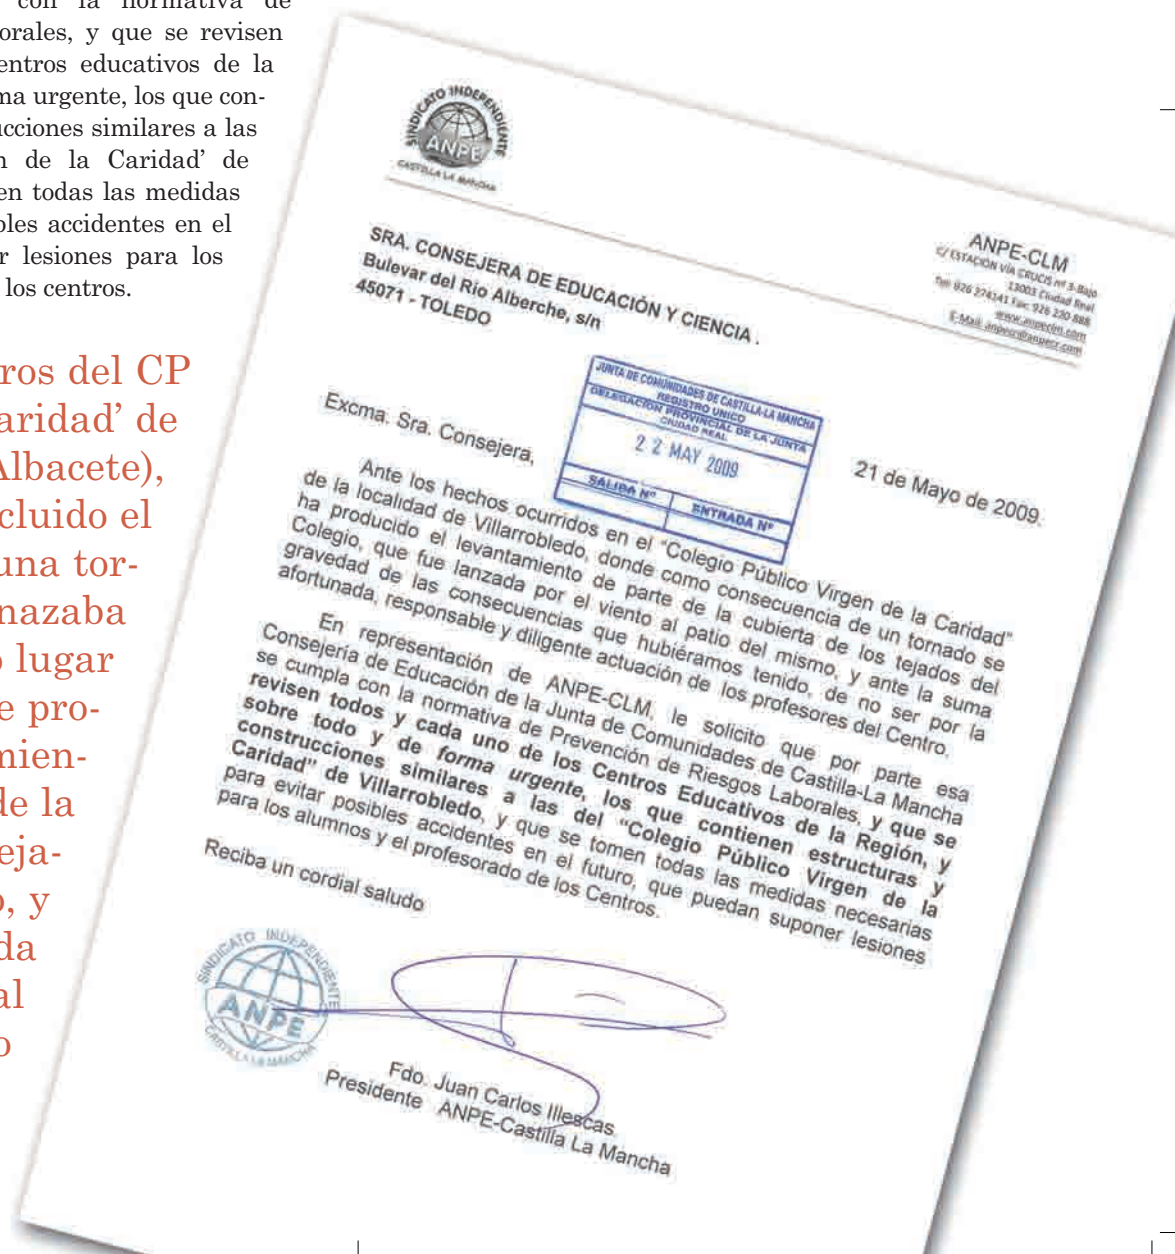 con la normativa de
orales, y que se revisen
entros educativos de la
ma urgente, los que con-
ucciones similares a las
n de la Caridad’ de
en todas las medidas
bles accidentes en el
r lesiones para los
los centros.
ros del CP
aridad’ de
Albacete),
cluido el
una tor-
nazaba
o lugar
e pro-
mien-
de la
eja-
o, y
da
al
o
SINDICATO INDEPENDIENTE
ANPE
CASTILLA LA MANCHA
ANPE-CLM
C/ ESTACIÓN VÍA CRUCIS nº 3-Bajo
13003 Ciudad Real
Tel: 926 274141 Fax: 926 230 888
www.anpeclm.com
E-Mail: anpecr@anpecr.com
SRA. CONSEJERA DE EDUCACIÓN Y CIENCIA .
Bulevar del Rio Alberche, s/n
45071 - TOLEDO
JUNTA DE COMUNIDADES DE CASTILLA-LA MANCHA
REGISTRO UNICO
DELEGACIÓN PROVINCIAL DE LA JUNTA
CIUDAD REAL
2 2 MAY 2009
SALIDA Nº
ENTRADA Nº
21 de Mayo de 2009.
Excma. Sra. Consejera,
Ante los hechos ocurridos en el “Colegio Público Virgen de la Caridad”
de la localidad de Villarrobledo, donde como consecuencia de un tornado se
ha producido el levantamiento de parte de la cubierta de los tejados del
Colegio, que fue lanzada por el viento al patio del mismo, y ante la suma
gravedad de las consecuencias que hubiéramos tenido, de no ser por la
afortunada, responsable y diligente actuación de los profesores del Centro.
En representación de ANPE-CLM, le solicito que por parte esa
Consejería de Educación de la Junta de Comunidades de Castilla-La Mancha
se cumpla con la normativa de Prevención de Riesgos Laborales, y que se
revisen todos y cada uno de los Centros Educativos de la Región, y
sobre todo y de forma urgente, los que contienen estructuras y
construcciones similares a las del “Colegio Público Virgen de la
Caridad” de Villarrobledo, y que se tomen todas las medidas necesarias
para evitar posibles accidentes en el futuro, que puedan suponer lesiones
para los alumnos y el profesorado de los Centros.
Reciba un cordial saludo
SINDICATO INDEPENDIENTE
ANPE
CASTILLA LA MANCHA
Fdo. Juan Carlos Illescas
Presidente ANPE-Castilla La Mancha